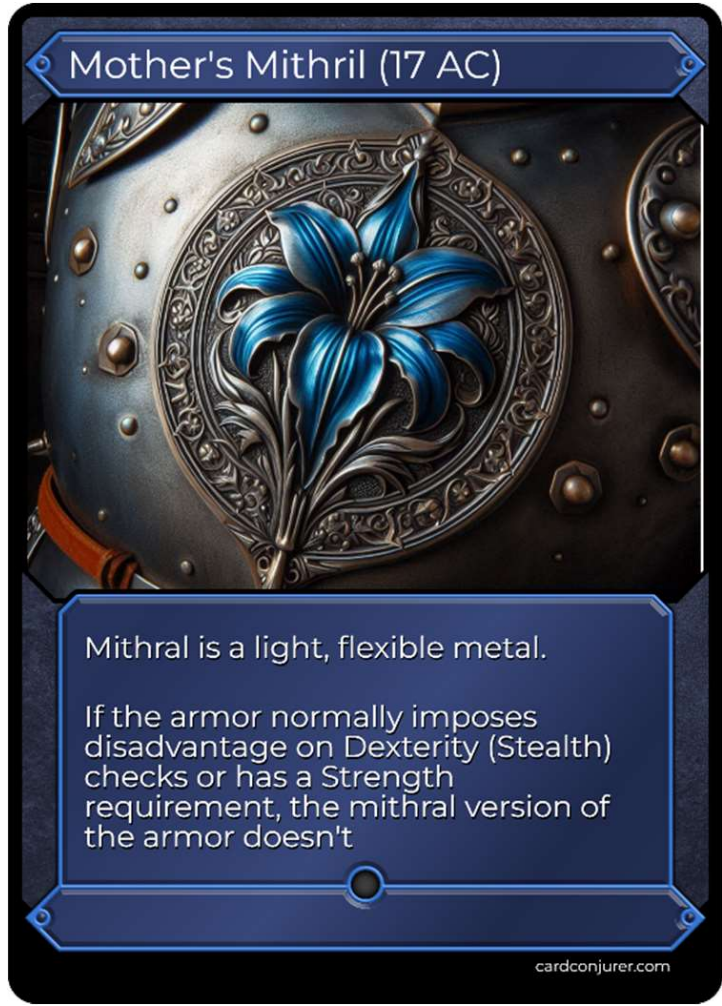 Mother's Mithril (17 AC)
Mithral is a light, flexible metal.
If the armor normally imposes
disadvantage on Dexterity (Stealth)
checks or has a Strength
requirement, the mithral version of
the armor doesn't
cardconjurer.com